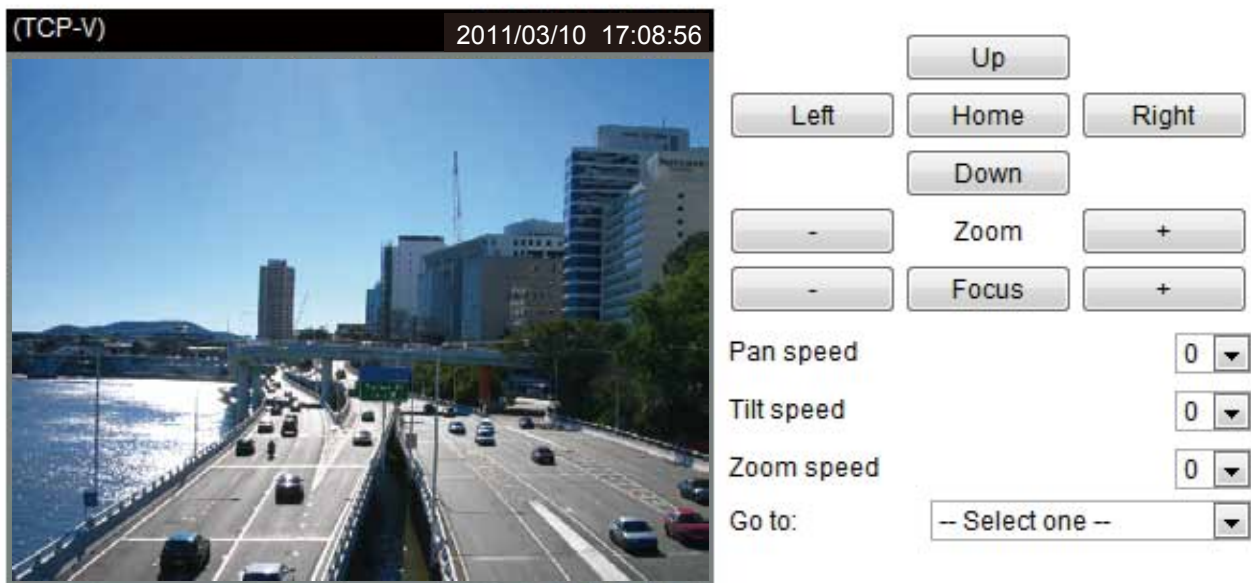 (TCP-V) 2011/03/10 17:08:56
Up
Left Home Right
Down
- Zoom +
- Focus +
Pan speed 0
Tilt speed 0
Zoom speed 0
Go to: -- Select one --